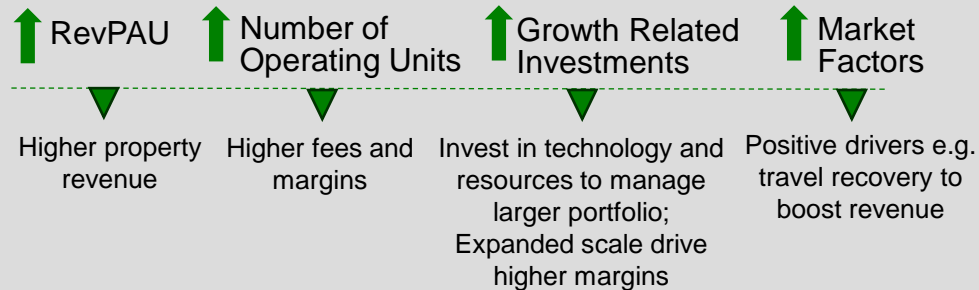 RevPAU
Higher property
revenue
Number of
Operating Units
Higher fees and
margins
Growth Related
Investments
Invest in technology and
resources to manage
larger portfolio;
Expanded scale drive
higher margins
Market
Factors
Positive drivers e.g.
travel recovery to
boost revenue